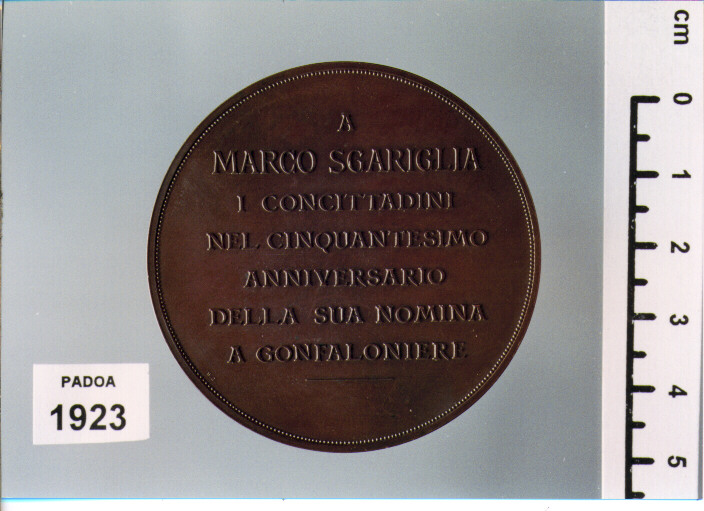 A
MARCO SGARIGLIA
I CONCITTADINI
NEL CINQUANTESIMO
ANNIVERSARIO
DELLA SUA NOMINA
A GONFALONIERE
PADOA
1923
cm
0
1
2
3
4
5